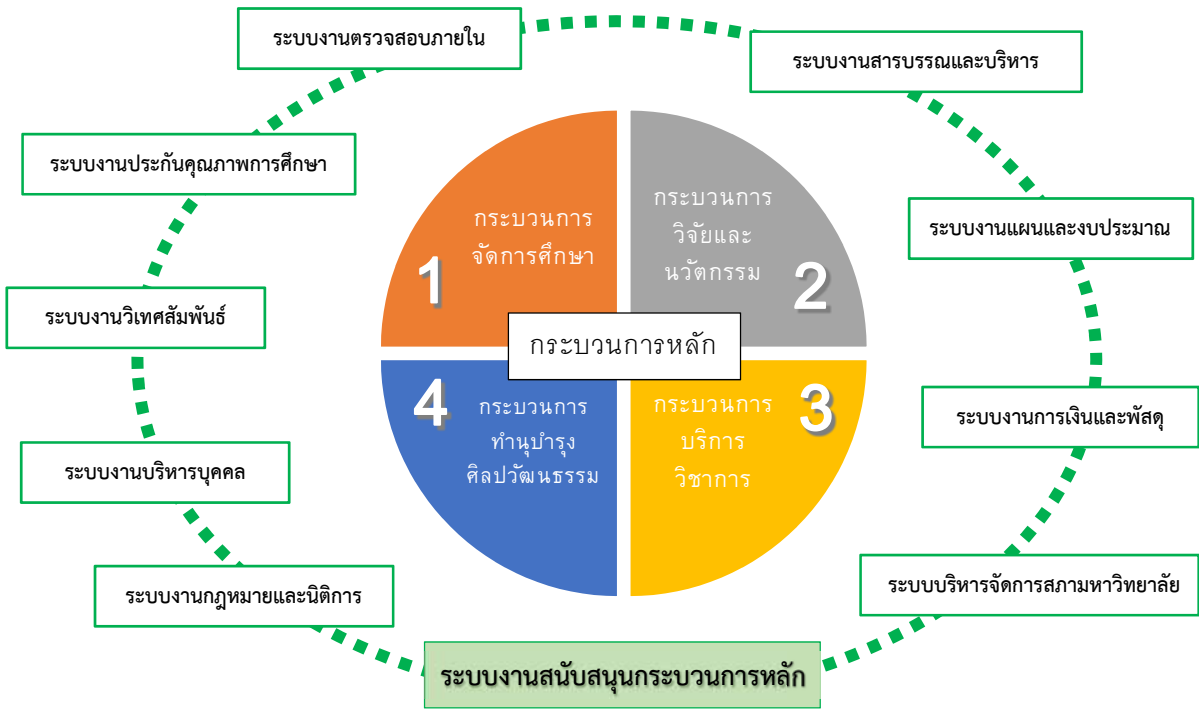 ระบบงานตรวจสอบภายใน
ระบบงานสารบรรณและบริหาร
ระบบงานประกันคุณภาพการศึกษา
ระบบงานแผนและงบประมาณ
ระบบงานวิเทศสัมพันธ์
ระบบงานการเงินและพัสดุ
ระบบงานบริหารบุคคล
ระบบบริหารจัดการสภามหาวิทยาลัย
ระบบงานกฎหมายและนิติการ
ระบบงานสนับสนุนกระบวนการหลัก
กระบวนการหลัก
1
กระบวนการ
จัดการศึกษา
2
กระบวนการ
วิจัยและ
นวัตกรรม
3
กระบวนการ
บริการ
วิชาการ
4
กระบวนการ
ทำนุบำรุง
ศิลปวัฒนธรรม